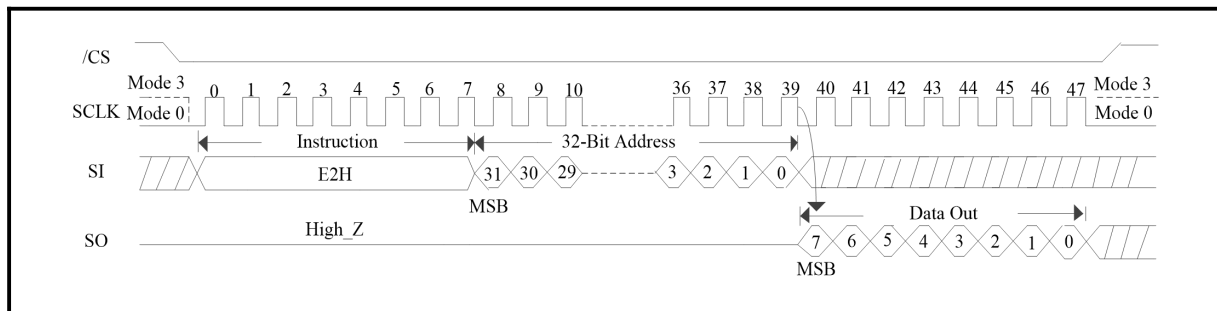 /CS
Mode 3 0 1 2 3 4 5 6 7 8 9 10 36 37 38 39 40 41 42 43 44 45 46 47 Mode 3
SCLK Mode 0 Mode 0
Instruction 32-Bit Address
SI E2H 31 30 29 3 2 1 0
MSB
High_Z Data Out
SO 7 6 5 4 3 2 1 0
MSB